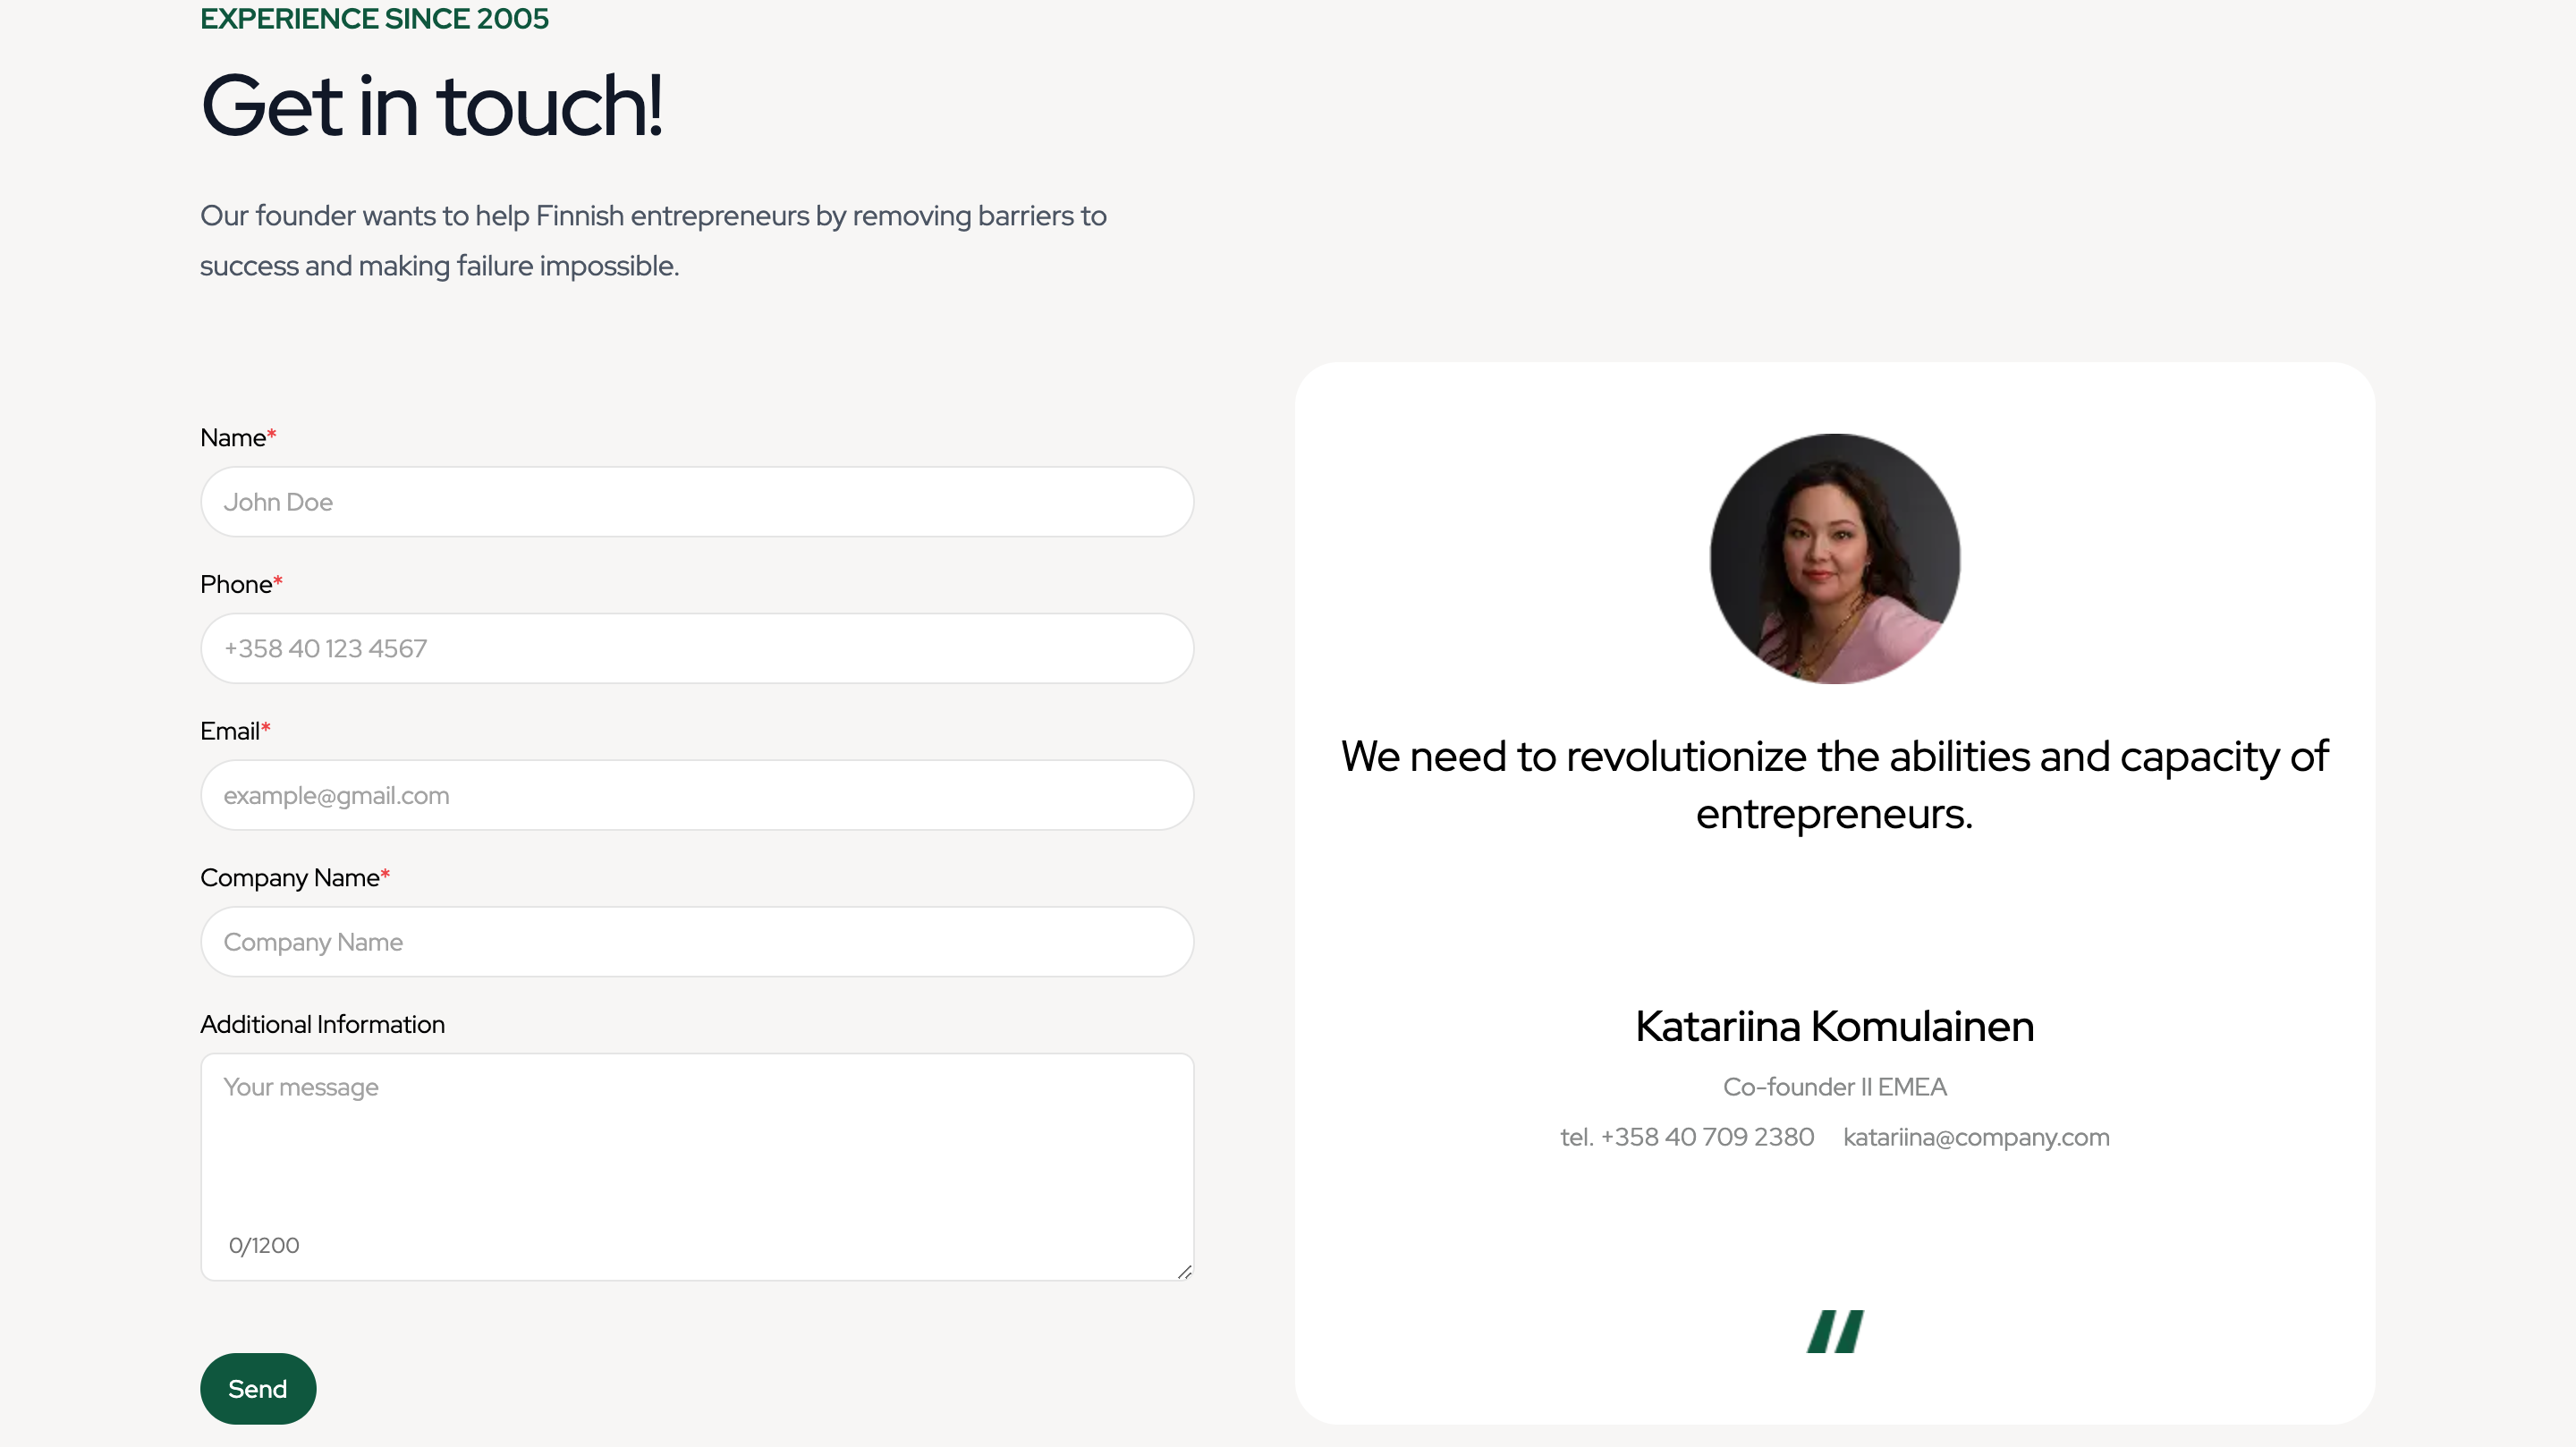 EXPERIENCE SINCE 2005
Get in touch!
Our founder wants to help Finnish entrepreneurs by removing barriers to
success and making failure impossible.
Name*
John Doe
Phone*
+358 40 123 4567
Email*
example@gmail.com
Company Name*
Company Name
Additional Information
Your message
0/1200
Send
We need to revolutionize the abilities and capacity of
entrepreneurs.
Katariina Komulainen
Co-founder II EMEA
tel. +358 40 709 2380 katariina@company.com